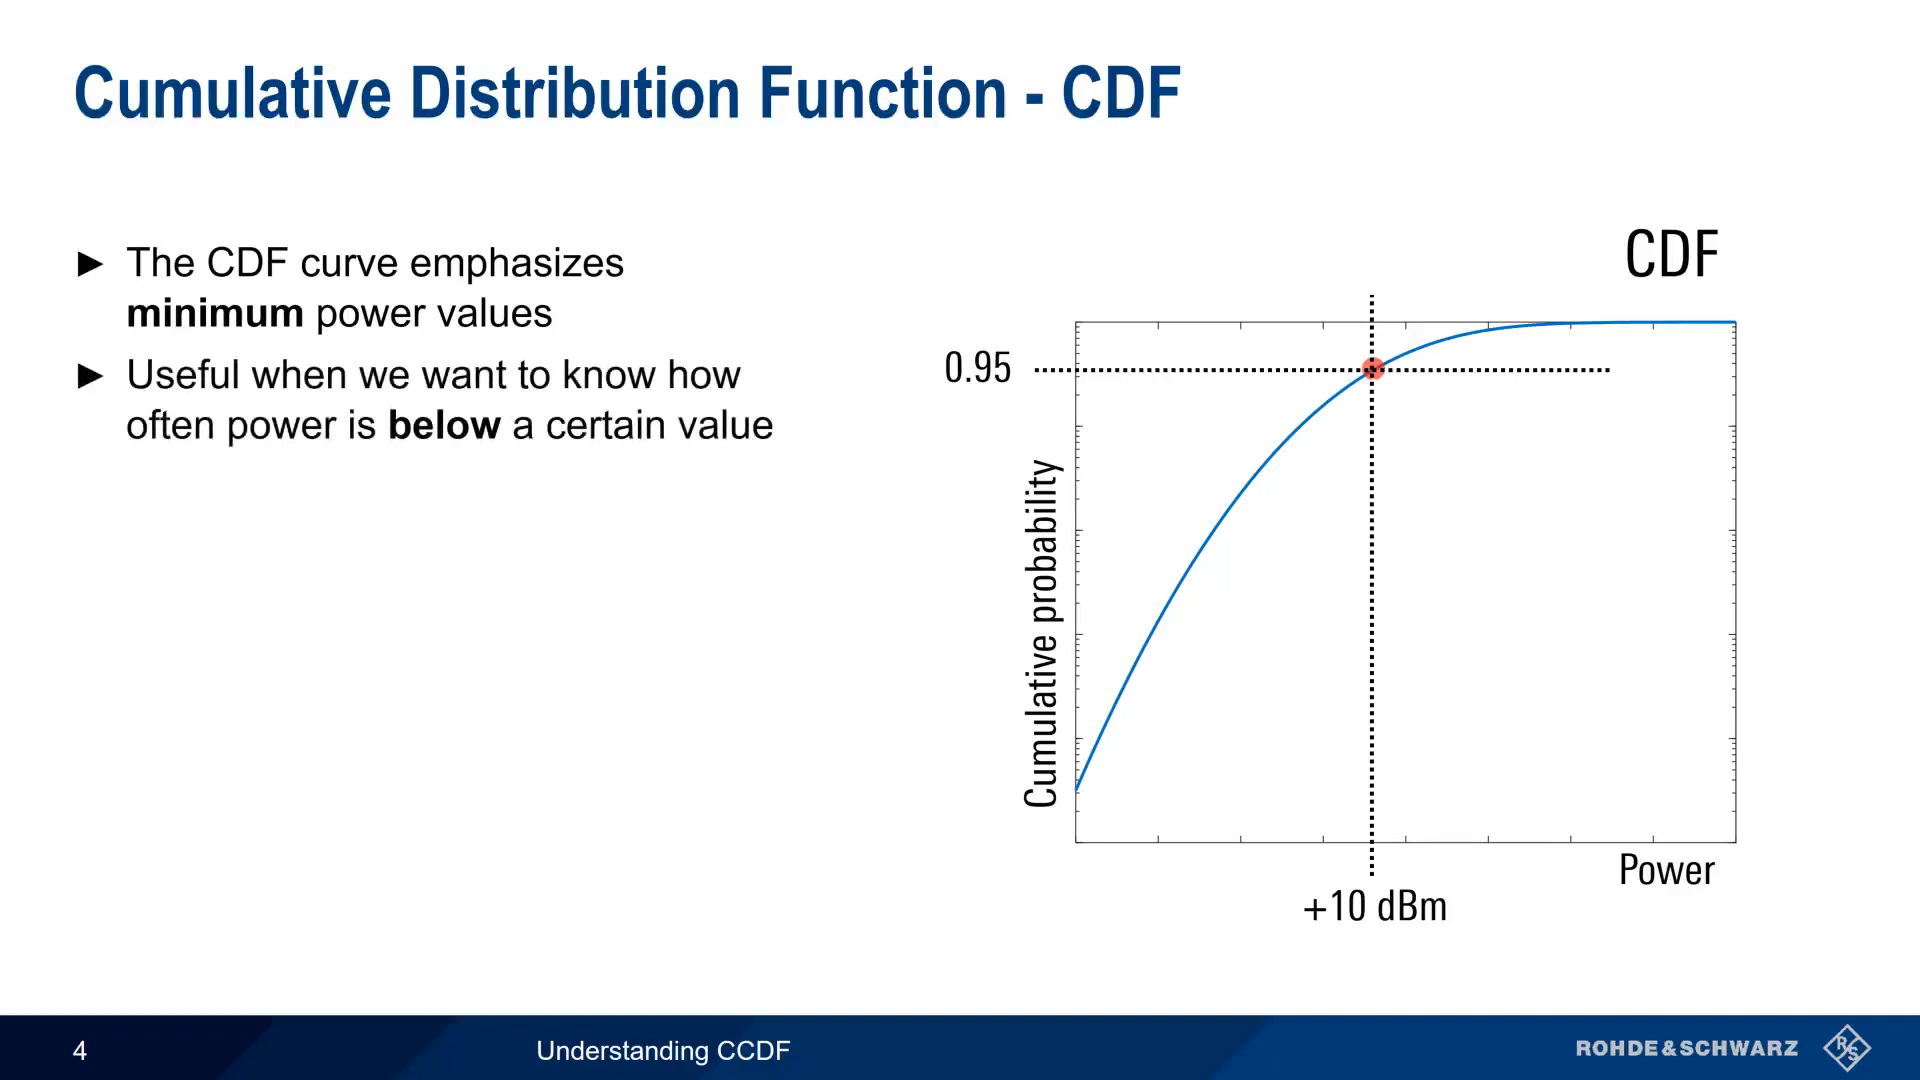 Cumulative Distribution Function - CDF
► The CDF curve emphasizes
minimum power values
► Useful when we want to know how
often power is below a certain value
CDF
0.95
Cumulative probability
Power
+10 dBm
4
Understanding CCDF
ROHDE&SCHWARZ
R&S